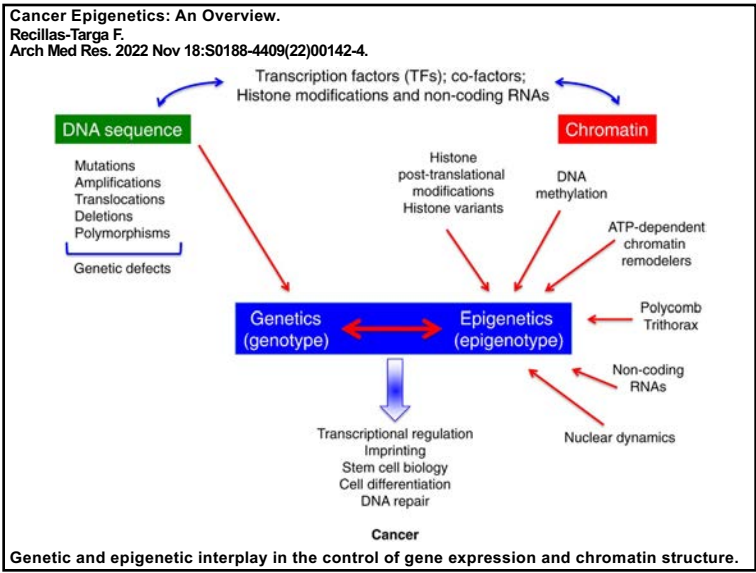 Cancer Epigenetics: An Overview.
Recillas-Targa F.
Arch Med Res. 2022 Nov 18:S0188-4409(22)00142-4.
Transcription factors (TFs); co-factors;
Histone modifications and non-coding RNAs
DNA sequence
Chromatin
Mutations
Amplifications
Translocations
Deletions
Polymorphisms
Genetic defects
Histone
post-translational
modifications
Histone variants
DNA
methylation
ATP-dependent
chromatin
remodelers
Genetics
(genotype)
Epigenetics
(epigenotype)
Polycomb
Trithorax
Non-coding
RNAs
Nuclear dynamics
Transcriptional regulation
Imprinting
Stem cell biology
Cell differentiation
DNA repair
Cancer
Genetic and epigenetic interplay in the control of gene expression and chromatin structure.